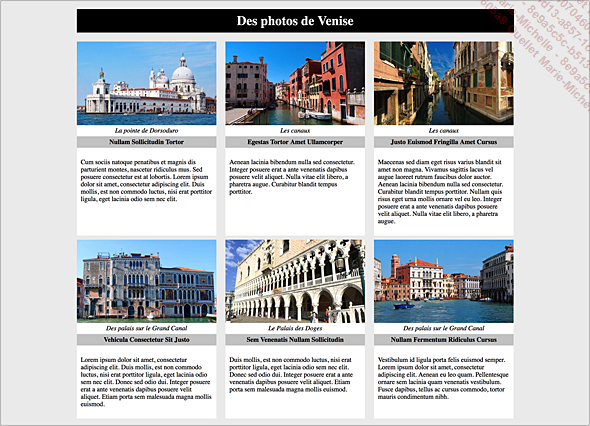 Des photos de Venise
La pointe de Dorsoduro
Nullam Sollicitudin Tortor
Cum sociis natoque penatibus et magnis dis
parturient montes, nascetur ridiculus mus. Sed
posuere consectetur est at lobortis. Lorem ipsum
dolor sit amet, consectetur adipiscing elit. Duis
mollis, est non commodo luctus, nisi erat porttitor
ligula, eget lacinia odio sem nec elit.
Les canaux
Egestas Tortor Amet Ullamcorper
Aenean lacinia bibendum nulla sed consectetur.
Integer posuere erat a ante venenatis dapibus
posuere velit aliquet. Nulla vitae elit libero, a
pharetra augue. Curabitur blandit tempus
porttitor.
Les canaux
Justo Euismod Fringilla Amet Cursus
Maecenas sed diam eget risus varius blandit sit
amet non magna. Vivamus sagittis lacus vel
augue laoreet rutrum faucibus dolor auctor.
Aenean lacinia bibendum nulla sed consectetur.
Curabitur blandit tempus porttitor. Nullam quis
risus eget urna mollis ornare vel eu leo. Integer
posuere erat a ante venenatis dapibus posuere
velit aliquet. Nulla vitae elit libero, a pharetra
augue.
Des palais sur le Grand Canal
Vehicula Consectetur Sit Justo
Lorem ipsum dolor sit amet, consectetur
adipiscing elit. Duis mollis, est non commodo
luctus, nisi erat porttitor ligula, eget lacinia odio
sem nec elit. Donec sed odio dui. Integer posuere
erat a ante venenatis dapibus posuere velit
aliquet. Etiam porta sem malesuada magna mollis
euismod.
Le Palais des Doges
Sem Venenatis Nullam Sollicitudin
Duis mollis, est non commodo luctus, nisi erat
porttitor ligula, eget lacinia odio sem nec elit.
Donec sed odio dui. Integer posuere erat a ante
venenatis dapibus posuere velit aliquet. Etiam
porta sem malesuada magna mollis euismod.
Des palais sur le Grand Canal
Nullam Fermentum Ridiculus Cursus
Vestibulum id ligula porta felis euismod semper.
Lorem ipsum dolor sit amet, consectetur
adipiscing elit. Aenean eu leo quam. Pellentesque
ornare sem lacinia quam venenatis vestibulum.
Fusce dapibus, tellus ac cursus commodo, tortor
mauris condimentum nibh.